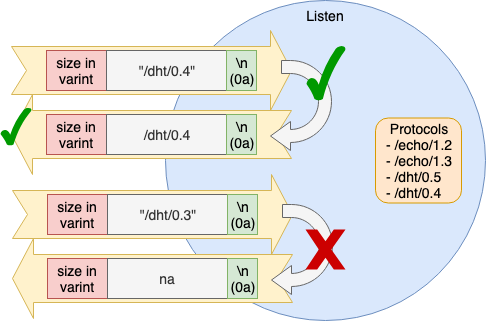 Listen
size in
varint
"/dht/0.4"
\n
(0a)
size in
varint
/dht/0.4
\n
(0a)
Protocols
- /echo/1.2
- /echo/1.3
- /dht/0.5
- /dht/0.4
size in
varint
"/dht/0.3"
\n
(0a)
size in
varint
na
\n
(0a)